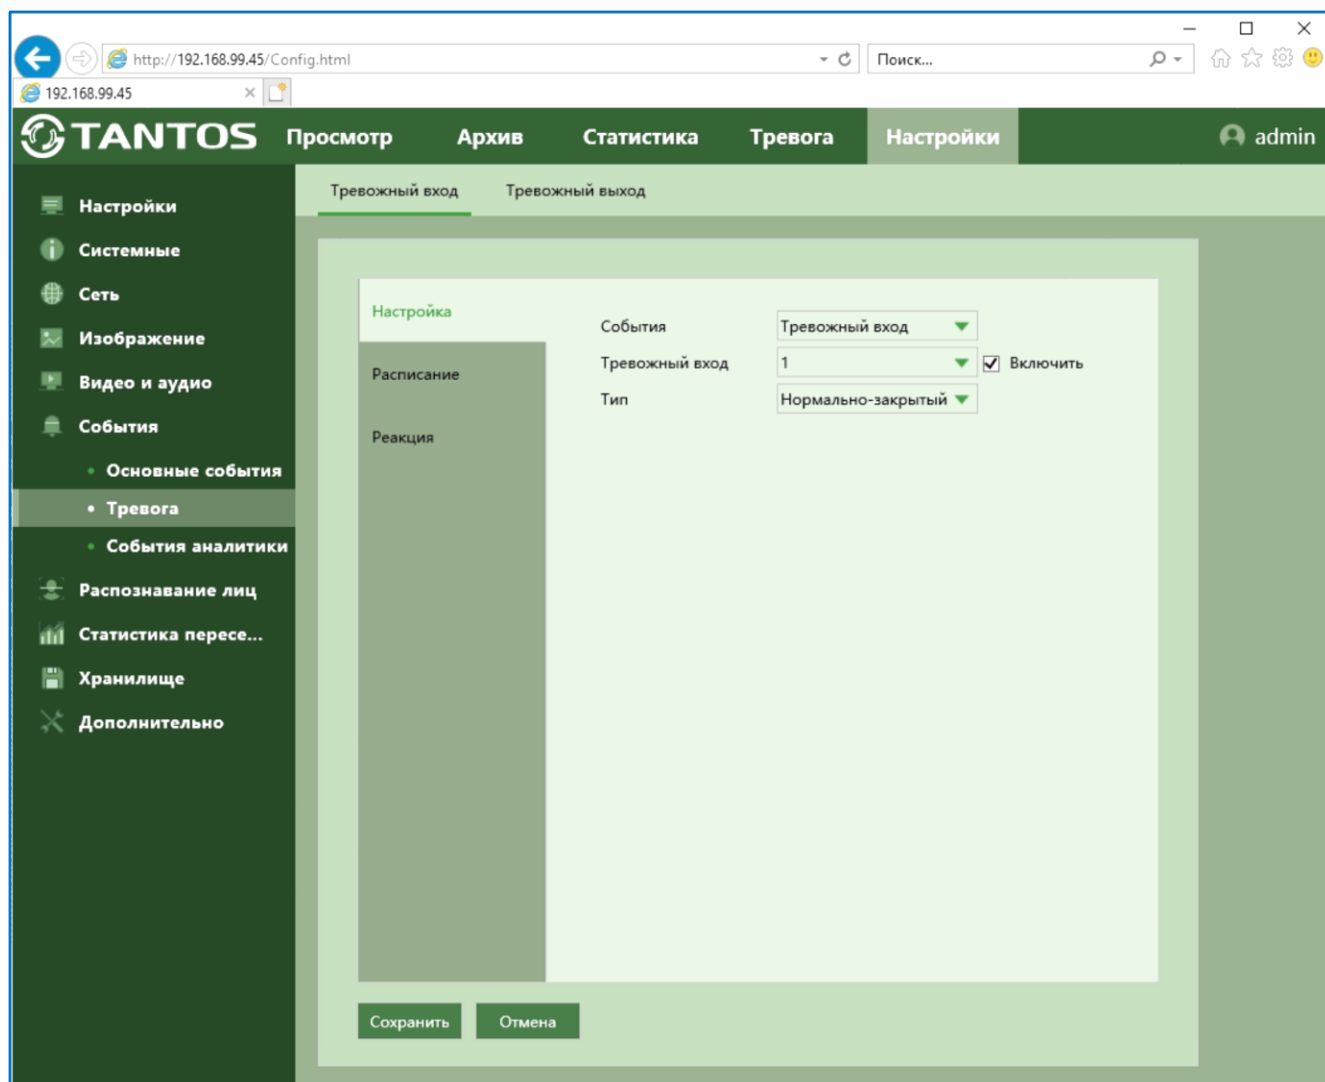 http://192.168.99.45/Config.html
Поиск...
192.168.99.45
TANTOS
Просмотр
Архив
Статистика
Тревога
Настройки
admin
Тревожный вход
Тревожный выход
Настройки
Системные
Сеть
Изображение
Видео и аудио
События
Основные события
Тревога
События аналитики
Распознавание лиц
Статистика пересе...
Хранилище
Дополнительно
Настройка
Расписание
Реакция
События
Тревожный вход
Тревожный вход
1
Включить
Тип
Нормально-закрытый
Сохранить
Отмена